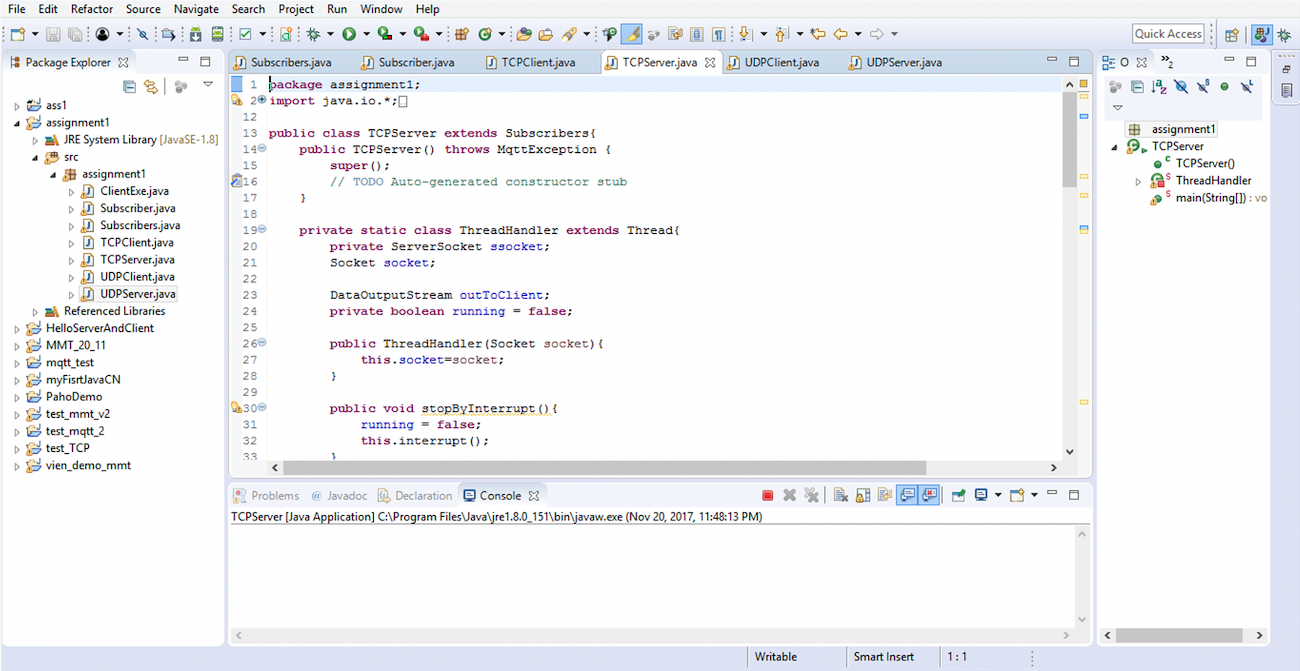 File Edit Refactor Source Navigate Search Project Run Window Help
Quick Access
Package Explorer
ass1
assignment1
JRE System Library [JavaSE-1.8]
src
assignment1
ClientExe.java
Subscriber.java
Subscribers.java
TCPClient.java
TCPServer.java
UDPClient.java
UDPServer.java
Referenced Libraries
HelloServerAndClient
MMT_20_11
mqtt_test
myFisrtJavaCN
PahoDemo
test_mmt_v2
test_mqtt_2
test_TCP
vien_demo_mmt
Subscribers.java Subscriber.java TCPClient.java TCPServer.java UDPClient.java UDPServer.java
1 package assignment1;
2 import java.io.*;
12
13 public class TCPServer extends Subscribers{
14 public TCPServer() throws MqttException {
15 super();
16 // TODO Auto-generated constructor stub
17 }
18
19 private static class ThreadHandler extends Thread{
20 private ServerSocket ssocket;
21 Socket socket;
22
23 DataOutputStream outToClient;
24 private boolean running = false;
25
26 public ThreadHandler(Socket socket){
27 this.socket=socket;
28 }
29
30 public void stopByInterrupt(){
31 running = false;
32 this.interrupt();
33 }
O »2
assignment1
TCPServer
TCPServer()
ThreadHandler
main(String[]) : vo
Problems @ Javadoc Declaration Console
TCPServer [Java Application] C:\Program Files\Java\jre1.8.0_151\bin\javaw.exe (Nov 20, 2017, 11:48:13 PM)
Writable Smart Insert 1 : 1